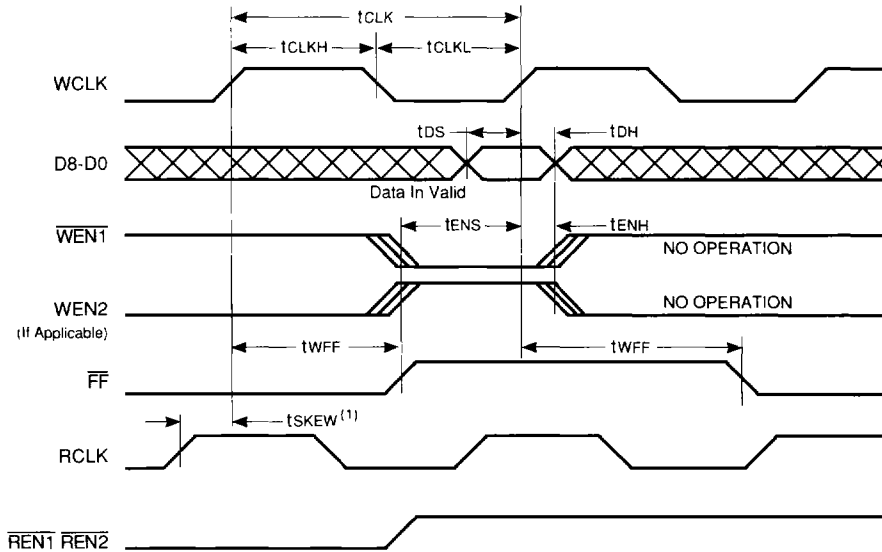 tCLK
tCLKH
tCLKL
WCLK
tDS
tDH
D8-D0
Data In Valid
tENS
tENH
WEN1
NO OPERATION
WEN2
NO OPERATION
(If Applicable)
tWFF
tWFF
FF
tSKEW(1)
RCLK
REN1 REN2